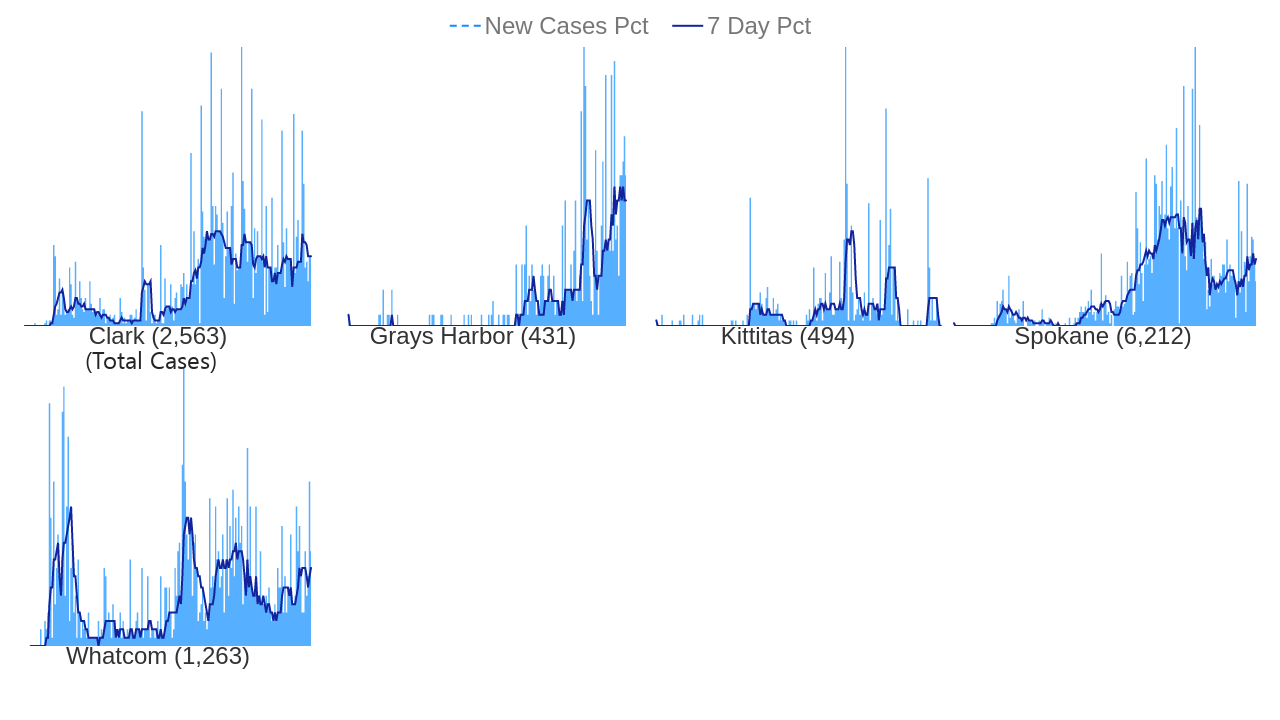 New Cases Pct 7 Day Pct
Clark (2,563) Grays Harbor (431) Kittitas (494) Spokane (6,212)
(Total Cases)
Whatcom (1,263)